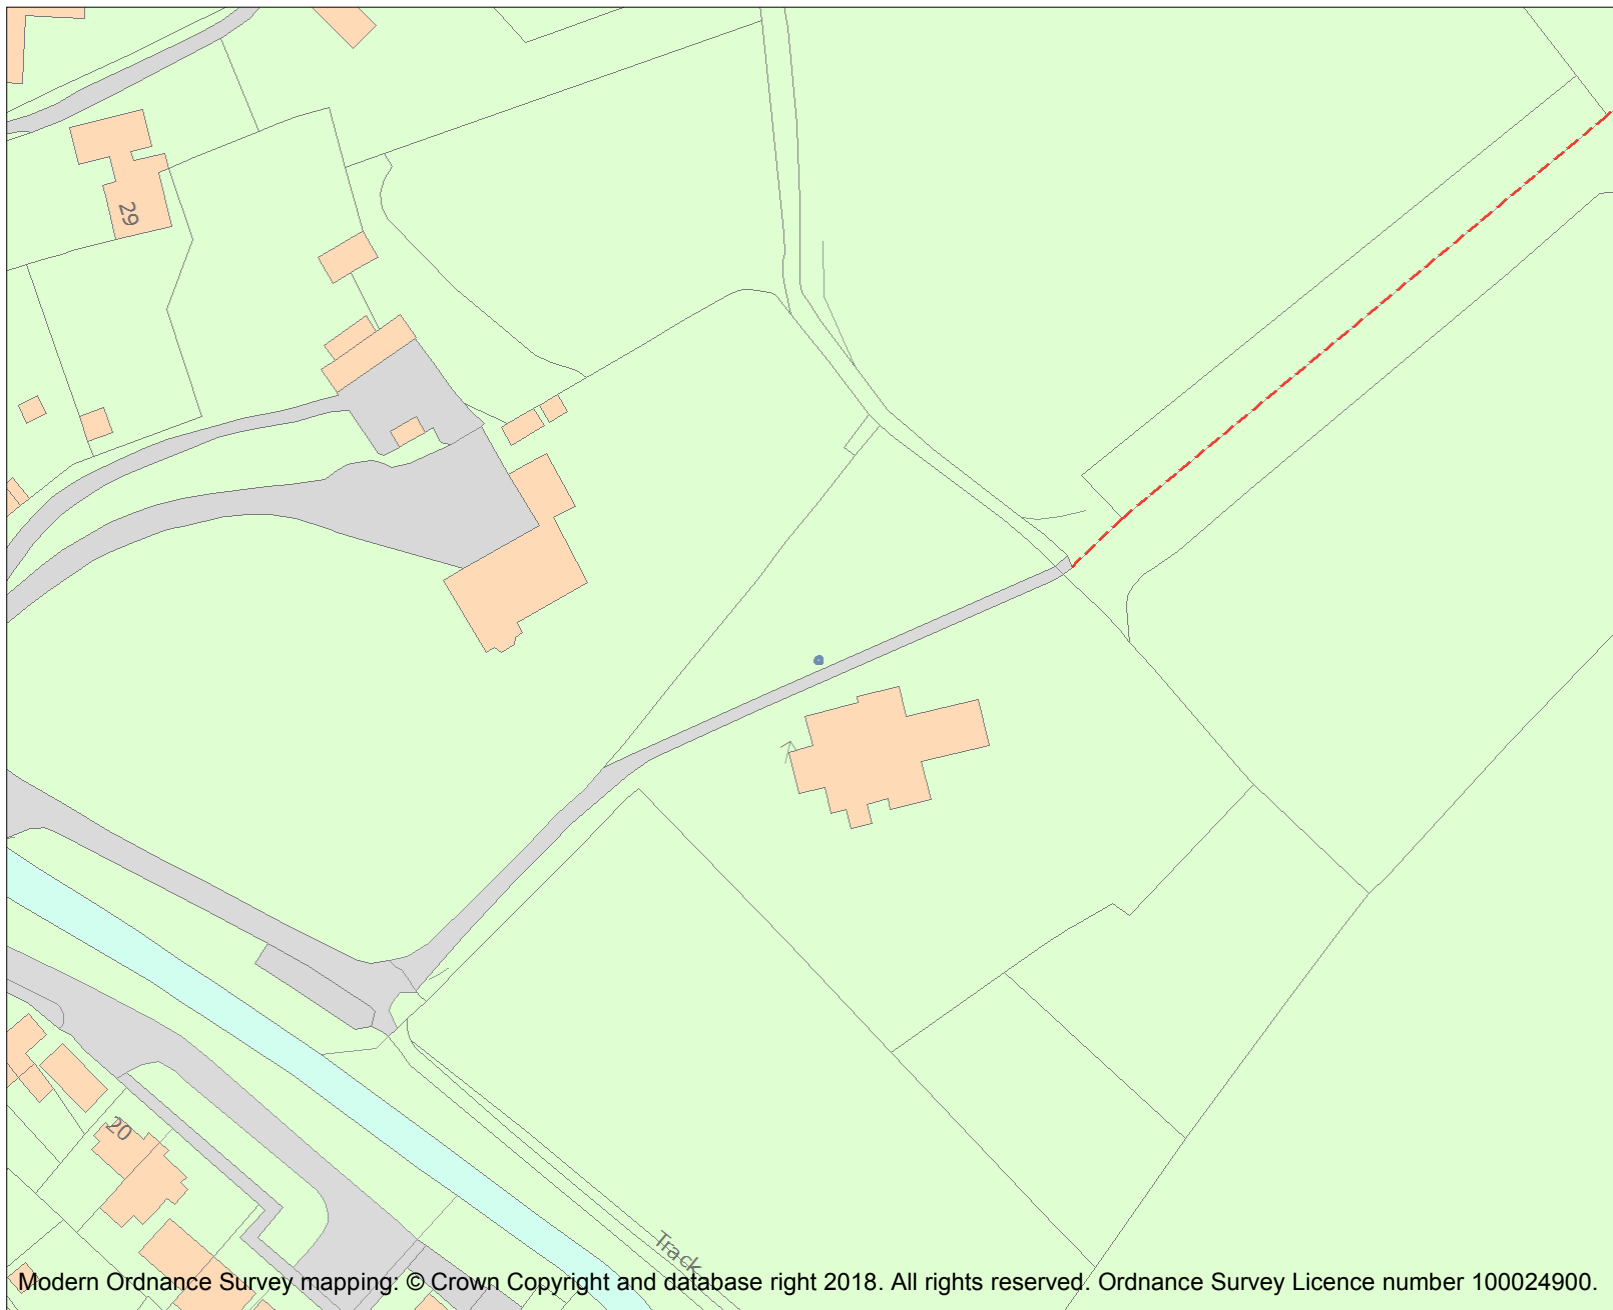 29
20
Track
Modern Ordnance Survey mapping: © Crown Copyright and database right 2018. All rights reserved. Ordnance Survey Licence number 100024900.